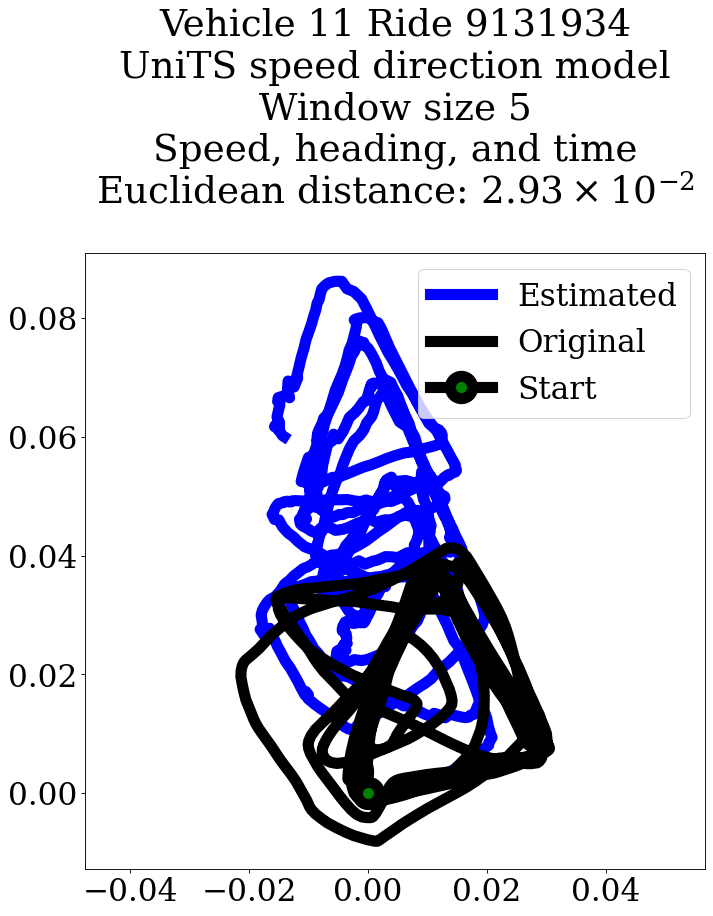 Vehicle 11 Ride 9131934
UniTS speed direction model
Window size 5
Speed, heading, and time
Euclidean distance: 2.93 × 10⁻²
Estimated
Original
Start
0.08
0.06
0.04
0.02
0.00
−0.04 −0.02 0.00 0.02 0.04